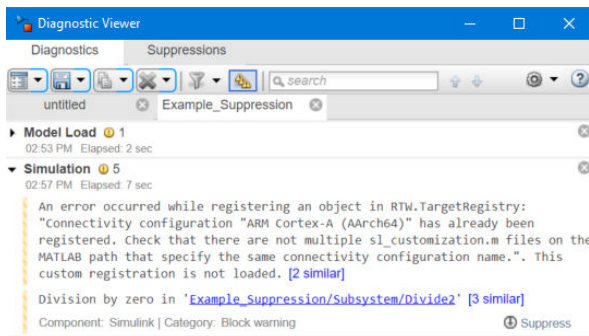 Diagnostic Viewer
Diagnostics Suppressions
search
untitled Example_Suppression
Model Load 1
02:53 PM Elapsed: 2 sec
Simulation 5
02:57 PM Elapsed: 7 sec
An error occurred while registering an object in RTW.TargetRegistry:
"Connectivity configuration "ARM Cortex-A (AArch64)" has already been
registered. Check that there are not multiple sl_customization.m files on the
MATLAB path that specify the same connectivity configuration name.". This
custom registration is not loaded. [2 similar]
Division by zero in 'Example_Suppression/Subsystem/Divide2' [3 similar]
Component: Simulink | Category: Block warning Suppress